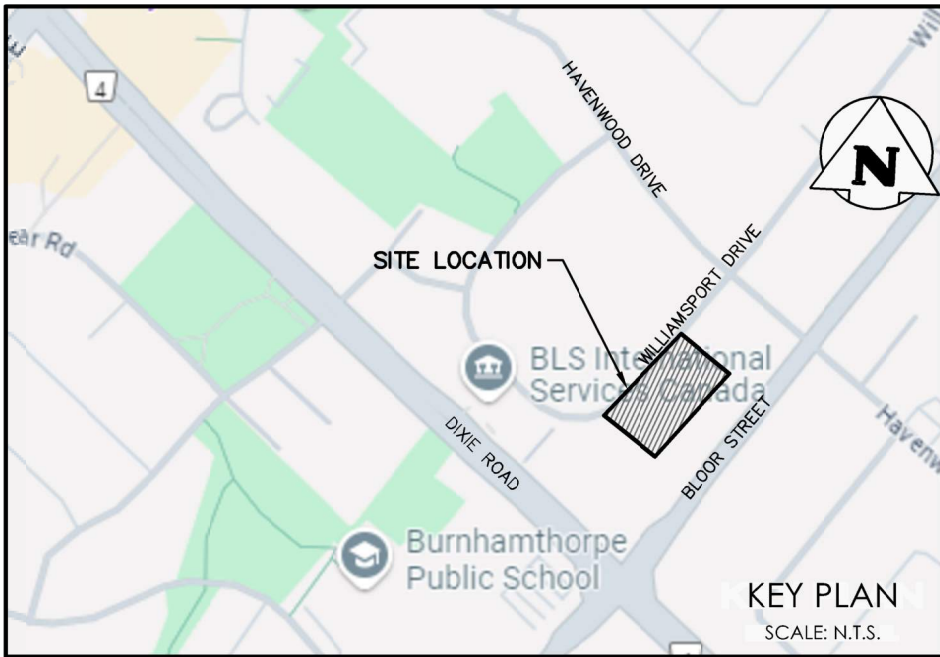 4
HAVENWOOD DRIVE
N
ear Rd
SITE LOCATION
WILLIAMSPORT DRIVE
BLS International
Services Canada
DIXIE ROAD
BLOOR STREET
Havenw
Burnhamthorpe
Public School
KEY PLAN
SCALE: N.T.S.